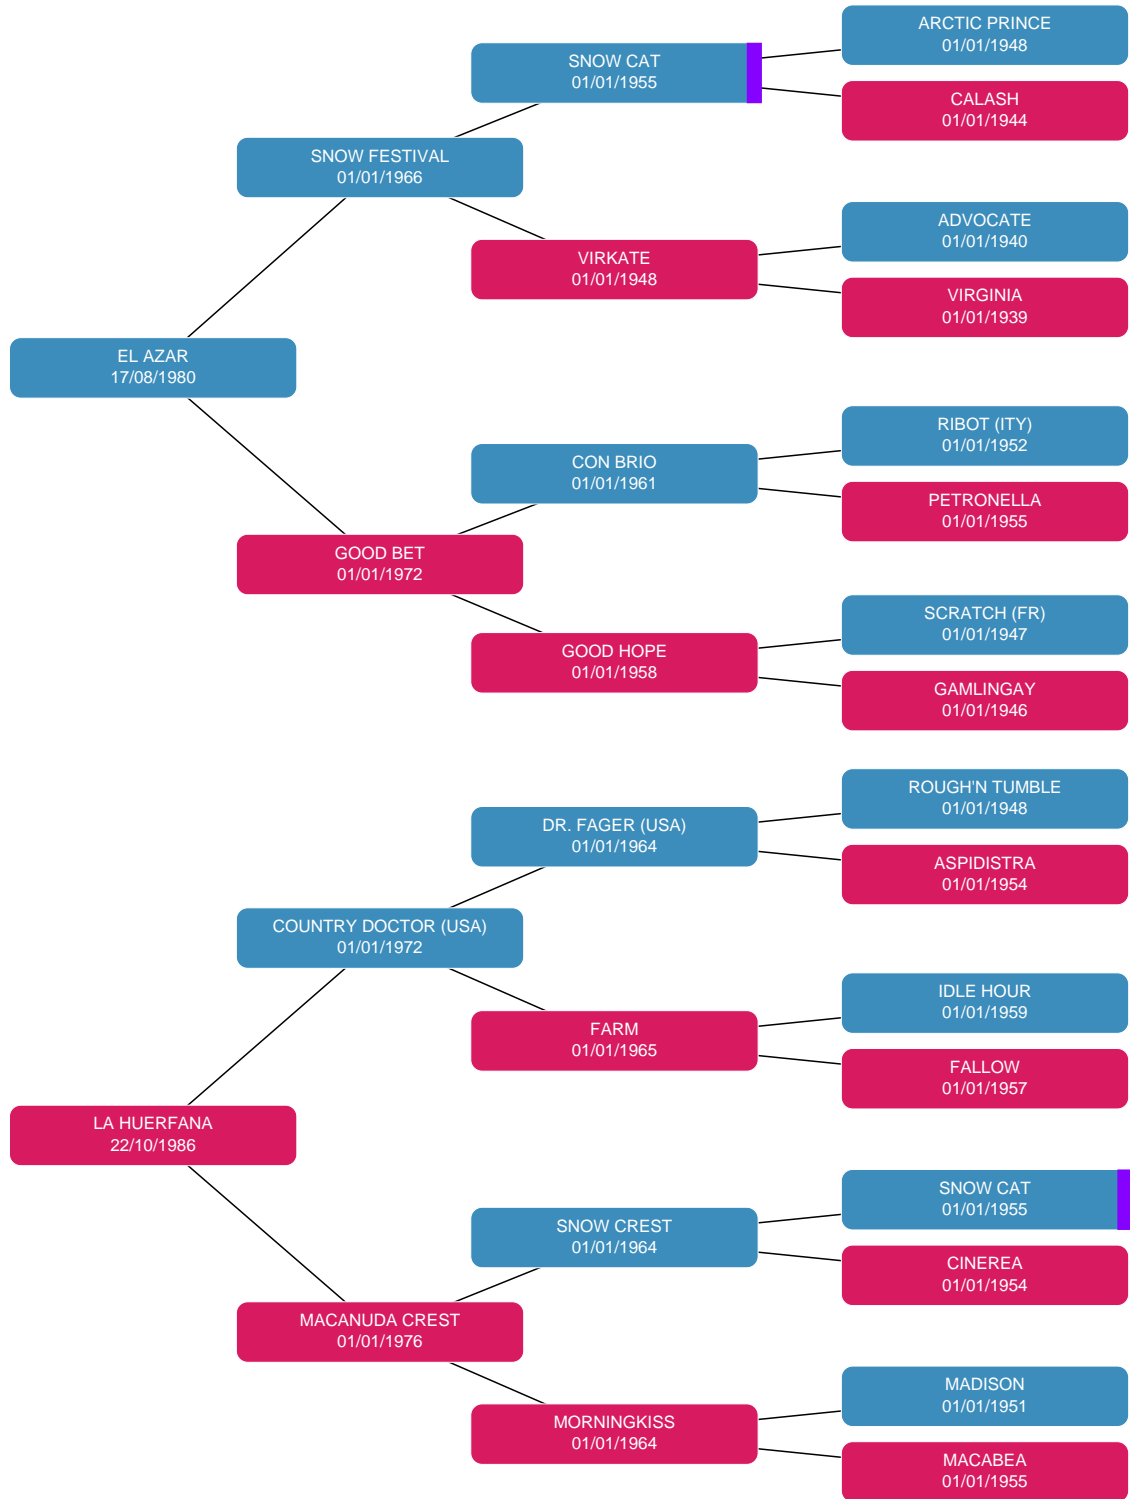 ARCTIC PRINCE
01/01/1948
SNOW CAT
01/01/1955
CALASH
01/01/1944
SNOW FESTIVAL
01/01/1966
ADVOCATE
01/01/1940
VIRKATE
01/01/1948
VIRGINIA
01/01/1939
EL AZAR
17/08/1980
RIBOT (ITY)
01/01/1952
CON BRIO
01/01/1961
PETRONELLA
01/01/1955
GOOD BET
01/01/1972
SCRATCH (FR)
01/01/1947
GOOD HOPE
01/01/1958
GAMLINGAY
01/01/1946
ROUGH'N TUMBLE
01/01/1948
DR. FAGER (USA)
01/01/1964
ASPIDISTRA
01/01/1954
COUNTRY DOCTOR (USA)
01/01/1972
IDLE HOUR
01/01/1959
FARM
01/01/1965
FALLOW
01/01/1957
LA HUERFANA
22/10/1986
SNOW CAT
01/01/1955
SNOW CREST
01/01/1964
CINEREA
01/01/1954
MACANUDA CREST
01/01/1976
MADISON
01/01/1951
MORNINGKISS
01/01/1964
MACABEA
01/01/1955